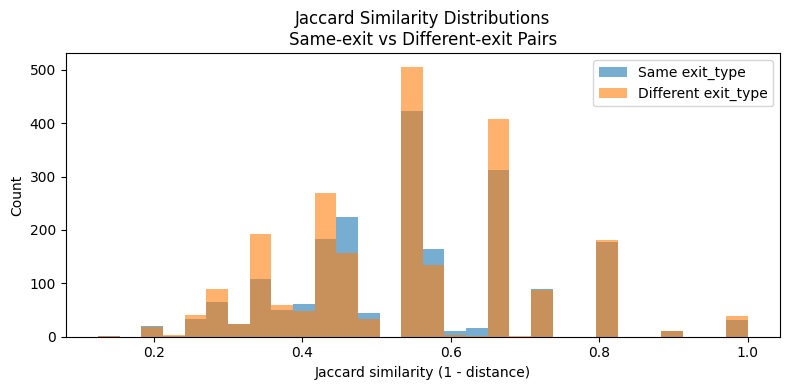 Jaccard Similarity Distributions
Same-exit vs Different-exit Pairs
Same exit_type
Different exit_type
Count
500
400
300
200
100
0
0.2
0.4
0.6
0.8
1.0
Jaccard similarity (1 - distance)